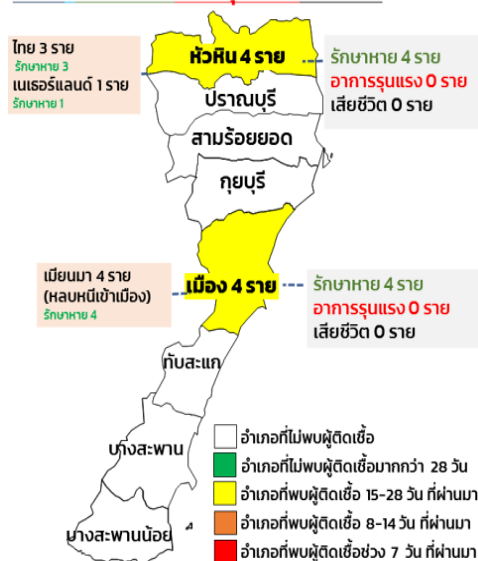 ไทย 3 ราย
รักษาหาย 3
เนเธอร์แลนด์ 1 ราย
รักษาหาย 1
หัวหิน 4 ราย
รักษาหาย 4 ราย
อาการรุนแรง 0 ราย
เสียชีวิต 0 ราย
ปราณบุรี
สามร้อยยอด
กุยบุรี
เมียนมา 4 ราย
(หลบหนีเข้าเมือง)
รักษาหาย 4
เมือง 4 ราย
รักษาหาย 4 ราย
อาการรุนแรง 0 ราย
เสียชีวิต 0 ราย
ทับสะแก
บางสะพาน
บางสะพานน้อย
อำเภอที่ไม่พบผู้ติดเชื้อ
อำเภอที่ไม่พบผู้ติดเชื้อมากกว่า 28 วัน
อำเภอที่พบผู้ติดเชื้อ 15-28 วัน ที่ผ่านมา
อำเภอที่พบผู้ติดเชื้อ 8-14 วัน ที่ผ่านมา
อำเภอที่พบผู้ติดเชื้อช่วง 7 วัน ที่ผ่านมา